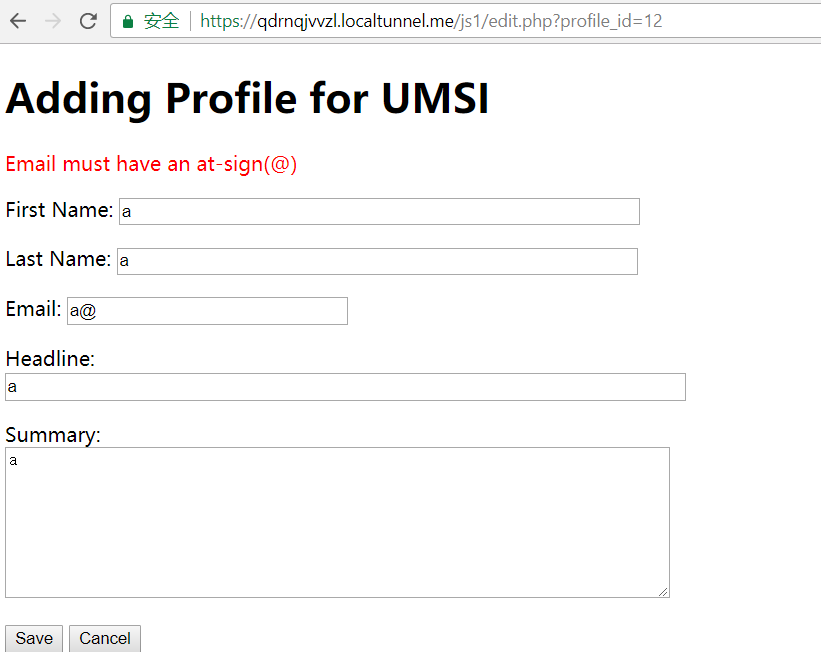 安全 https://qdrnqjvvzl.localtunnel.me/js1/edit.php?profile_id=12
Adding Profile for UMSI
Email must have an at-sign(@)
First Name: a
Last Name: a
Email: a@
Headline:
a
Summary:
a
Save Cancel